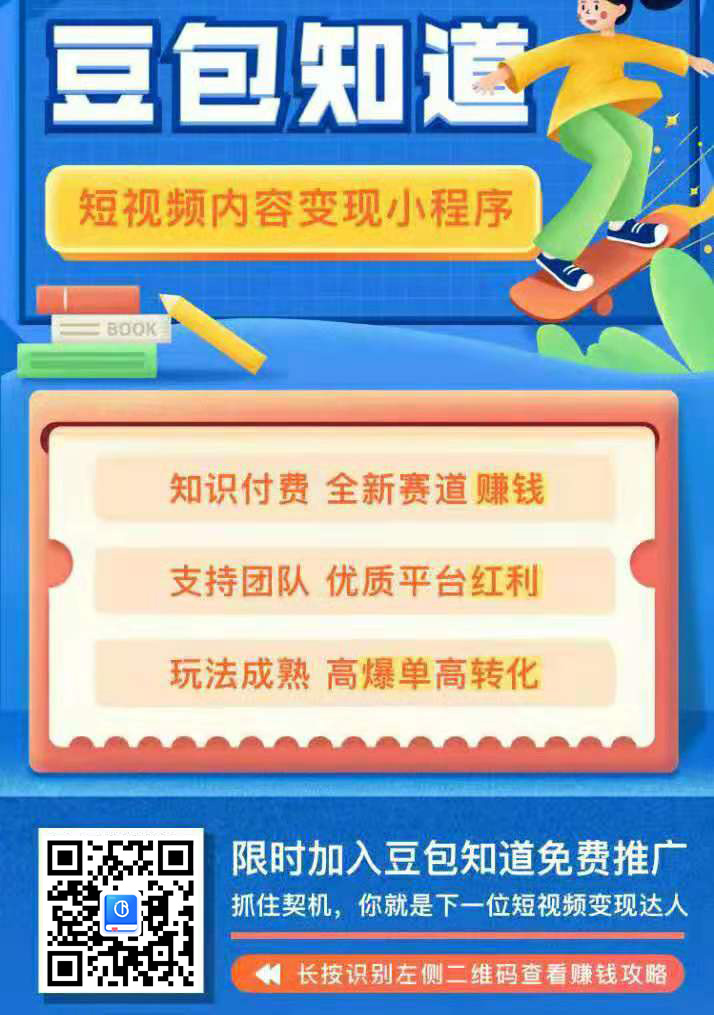 豆包知道
短视频内容变现小程序
BOOK
知识付费 全新赛道赚钱
支持团队 优质平台红利
玩法成熟 高爆单高转化
限时加入豆包知道免费推广
抓住契机，你就是下一位短视频变现达人
长按识别左侧二维码查看赚钱攻略